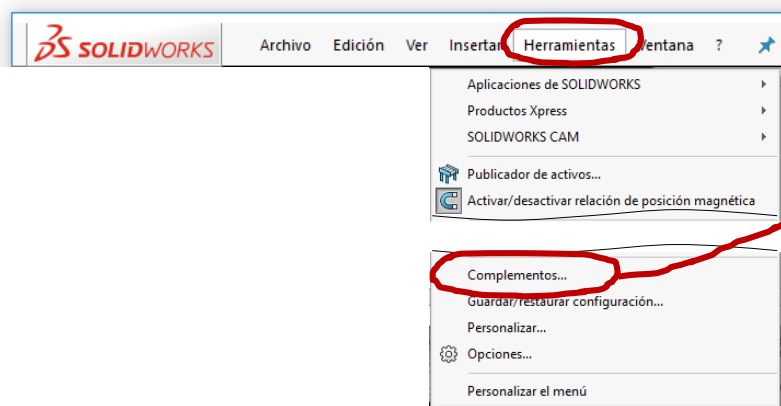 SOLIDWORKS Archivo Edición Ver Insertar Herramientas Ventana ?
Aplicaciones de SOLIDWORKS
Productos Xpress
SOLIDWORKS CAM
Publicador de activos...
Activar/desactivar relación de posición magnética
Complementos...
Guardar/restaurar configuración...
Personalizar...
Opciones...
Personalizar el menú